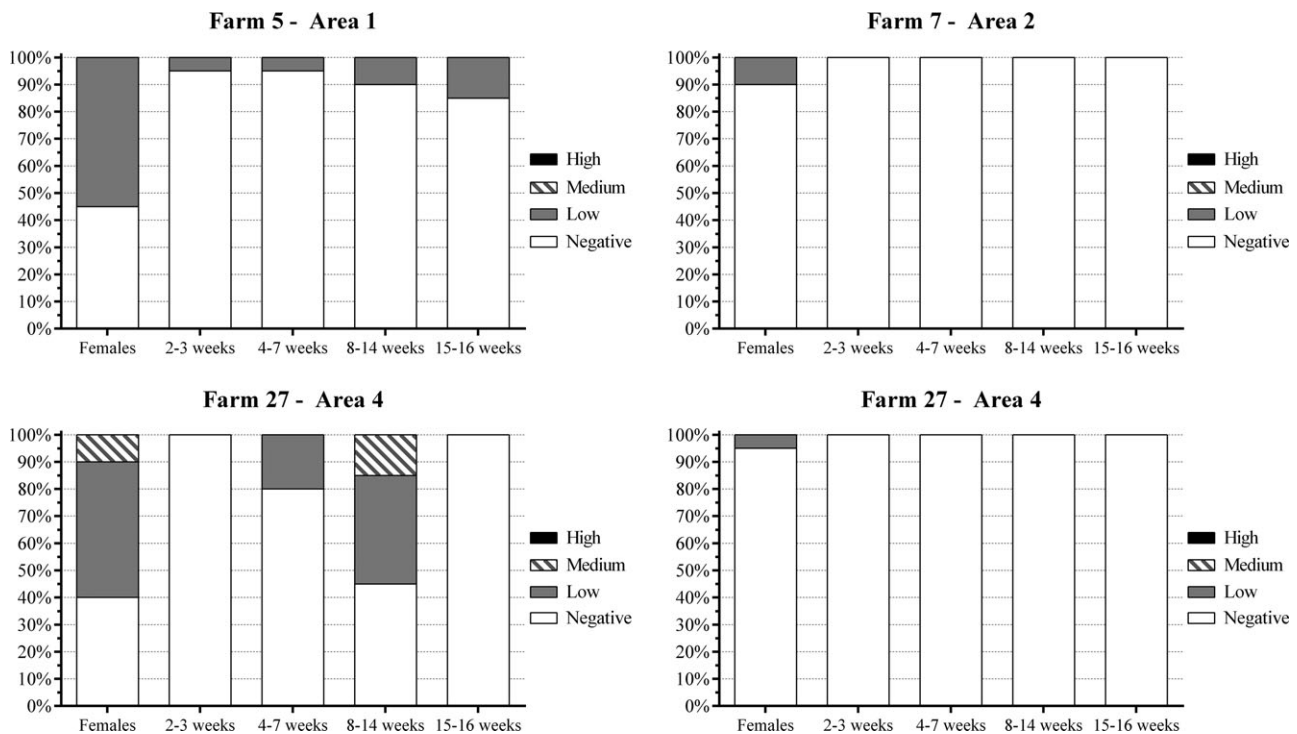 Farm 5 - Area 1
100%
90%
80%
70%
60%
50%
40%
30%
20%
10%
0%
Females 2-3 weeks 4-7 weeks 8-14 weeks 15-16 weeks
High
Medium
Low
Negative
Farm 7 - Area 2
100%
90%
80%
70%
60%
50%
40%
30%
20%
10%
0%
Females 2-3 weeks 4-7 weeks 8-14 weeks 15-16 weeks
High
Medium
Low
Negative
Farm 27 - Area 4
100%
90%
80%
70%
60%
50%
40%
30%
20%
10%
0%
Females 2-3 weeks 4-7 weeks 8-14 weeks 15-16 weeks
High
Medium
Low
Negative
Farm 27 - Area 4
100%
90%
80%
70%
60%
50%
40%
30%
20%
10%
0%
Females 2-3 weeks 4-7 weeks 8-14 weeks 15-16 weeks
High
Medium
Low
Negative